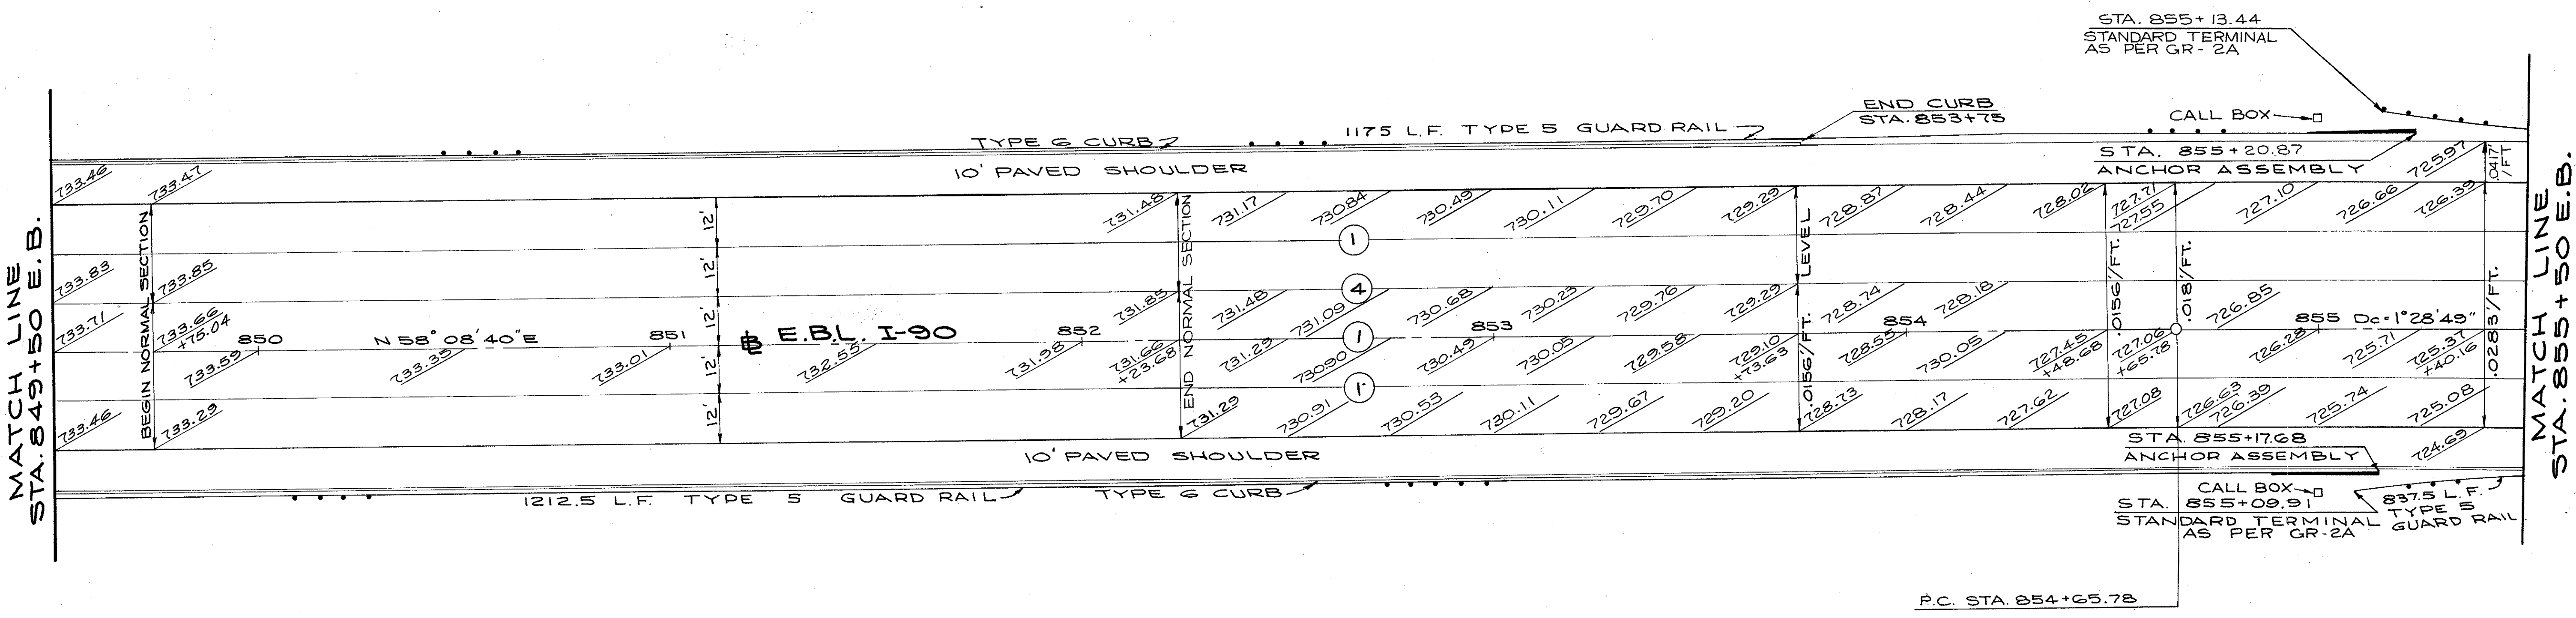 STA. 855+13.44
STANDARD TERMINAL
AS PER GR-2A
END CURB
STA. 853+75
CALL BOX
TYPE 6 CURB
1175 L.F. TYPE 5 GUARD RAIL
STA. 855+20.87
ANCHOR ASSEMBLY
10' PAVED SHOULDER
725.97
.0417
/FT
MATCH LINE
STA. 849+50 E.B.
MATCH LINE
STA. 855+50 E.B.
733.46
733.47
731.48
731.17
730.84
730.49
730.11
729.70
729.29
728.87
728.44
728.02
727.71
727.55
727.10
726.66
726.39
BEGIN NORMAL SECTION
12'
12'
12'
12'
12'
END NORMAL SECTION
1
LEVEL
.0156'/FT.
.0156'/FT.
.018'/FT.
.0283'/FT.
733.83
733.85
731.85
731.48
731.09
4
730.68
730.23
729.76
729.29
728.74
728.18
726.85
733.71
733.66
+75.04
733.59
850
N 58° 08' 40" E
733.35
851
733.01
℄ E.B.L. I-90
732.55
852
731.98
731.66
+23.68
731.29
730.90
1
853
730.49
730.05
729.58
729.10
+73.63
854
728.55
730.05
727.45
+48.68
727.06
+65.78
726.28
855
Dc=1°28'49"
725.71
725.37
+40.16
733.46
733.29
731.29
730.91
1
730.53
730.11
729.67
729.20
728.73
728.17
727.62
727.08
726.63
726.39
725.74
725.08
724.69
10' PAVED SHOULDER
STA. 855+17.68
ANCHOR ASSEMBLY
1212.5 L.F. TYPE 5 GUARD RAIL
TYPE 6 CURB
CALL BOX
STA. 855+09.91
STANDARD TERMINAL
AS PER GR-2A
837.5 L.F.
TYPE 5
GUARD RAIL
P.C. STA. 854+65.78